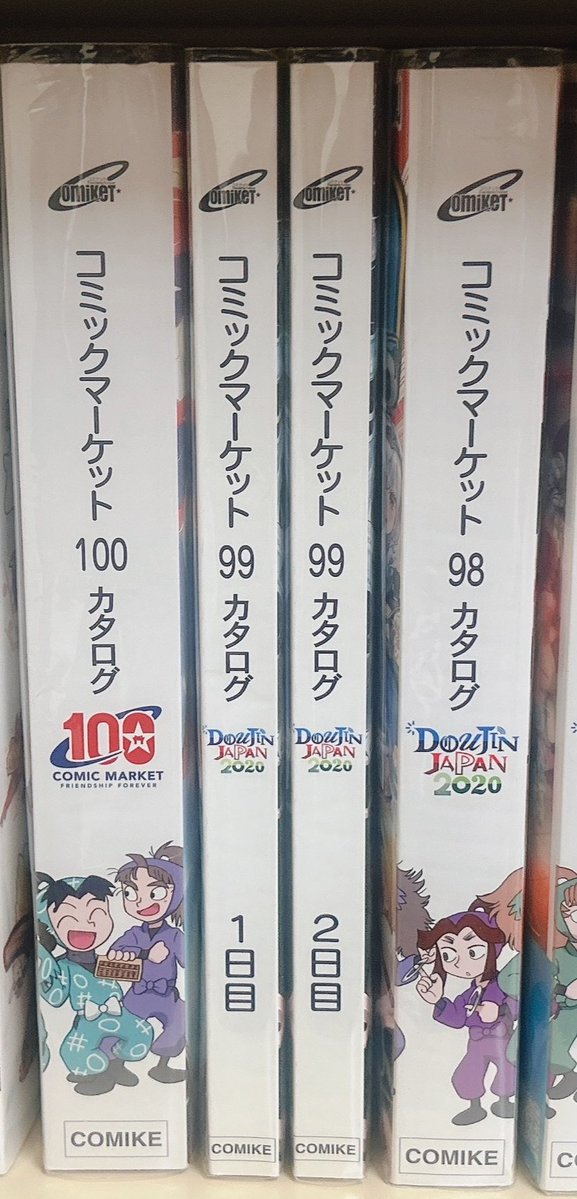 COMIKET
コミックマーケット 100 カタログ
100
COMIC MARKET
FRIENDSHIP FOREVER
COMIKE
COMIKET
コミックマーケット 99 カタログ
DOUJIN
JAPAN
2020
1日目
COMIKE
COMIKET
コミックマーケット 99 カタログ
DOUJIN
JAPAN
2020
2日目
COMIKE
COMIKET
コミックマーケット 98 カタログ
DOUJIN
JAPAN
2020
COMIKE